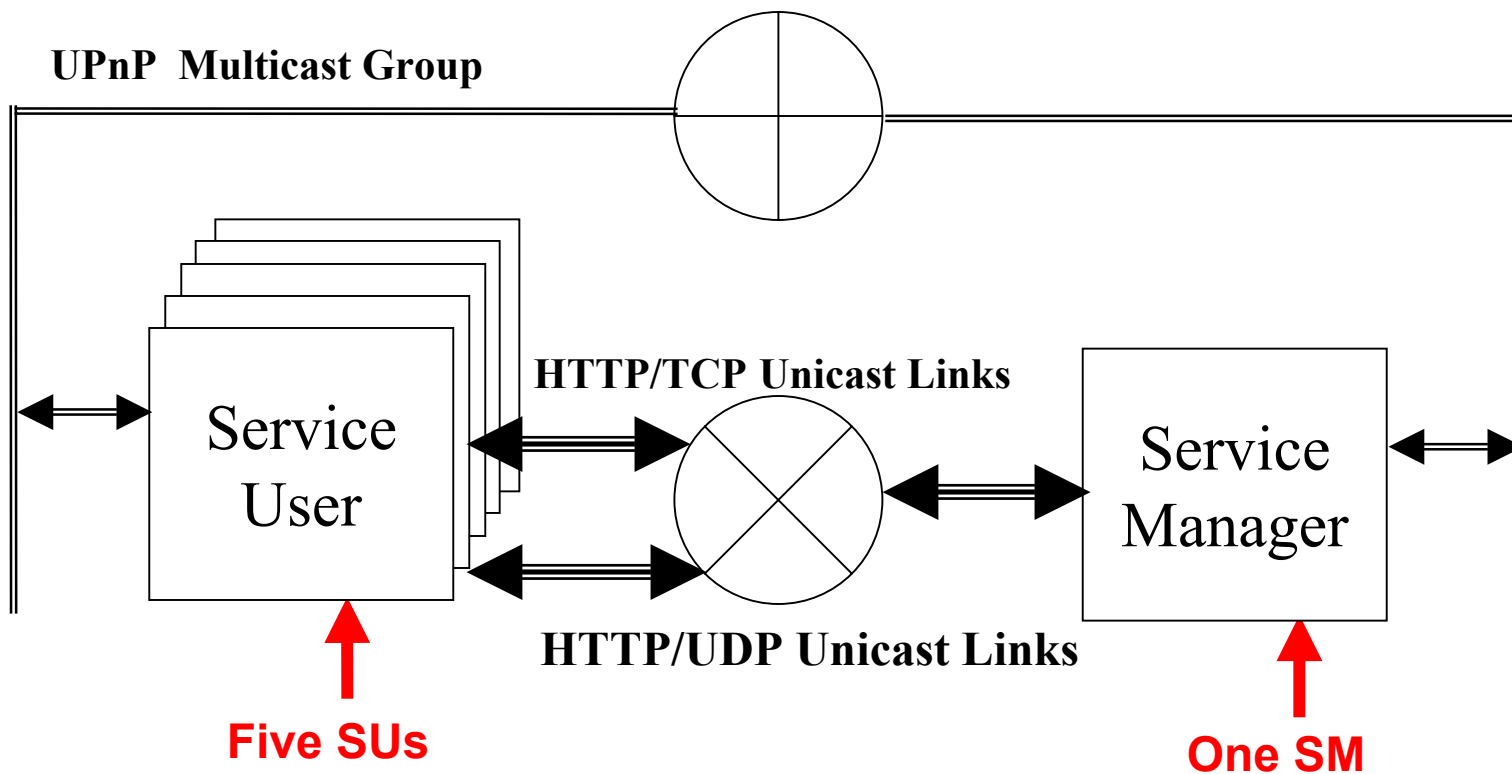 UPnP  Multicast Group
HTTP/TCP Unicast Links
Service
User
Service
Manager
HTTP/UDP Unicast Links
Five SUs
One SM